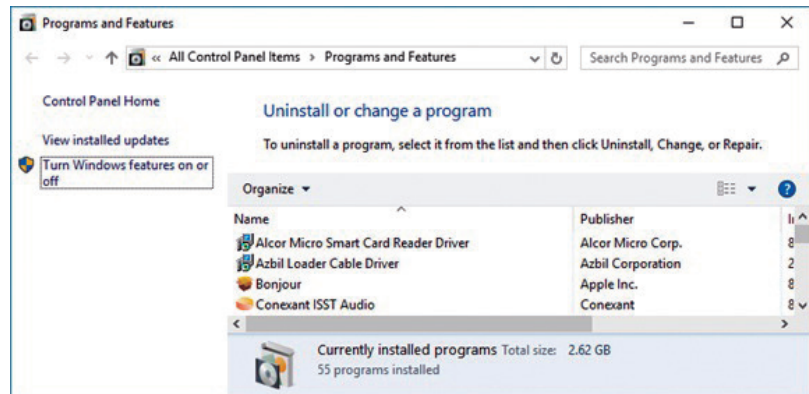 Programs and Features
« All Control Panel Items > Programs and Features
Search Programs and Features
Control Panel Home
View installed updates
Turn Windows features on or
off
Uninstall or change a program
To uninstall a program, select it from the list and then click Uninstall, Change, or Repair.
Organize
Name Publisher
Alcor Micro Smart Card Reader Driver Alcor Micro Corp. 8
Azbil Loader Cable Driver Azbil Corporation 2
Bonjour Apple Inc. 8
Conexant ISST Audio Conexant 8
Currently installed programs Total size: 2.62 GB
55 programs installed